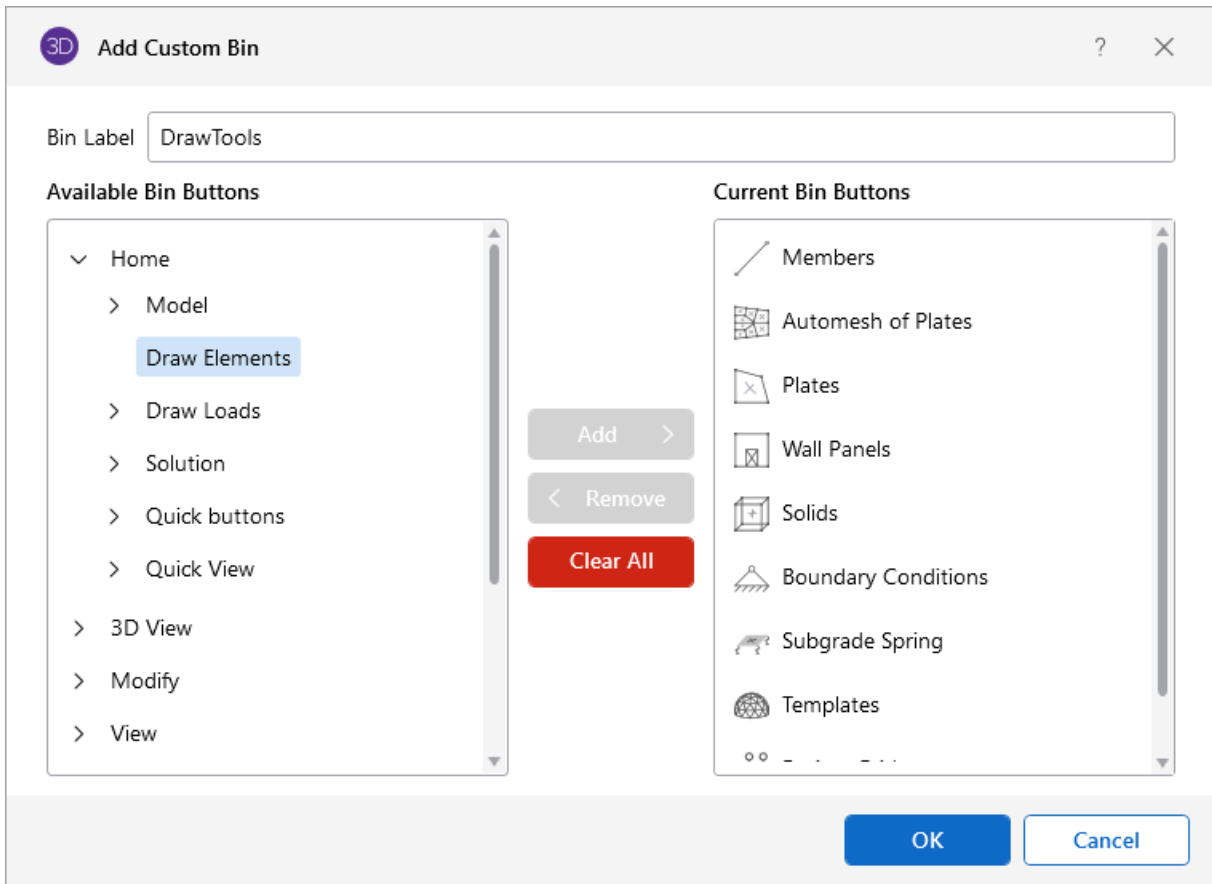 3D Add Custom Bin ?
Bin Label DrawTools
Available Bin Buttons
Current Bin Buttons
Home
Model
Draw Elements
Draw Loads
Solution
Quick buttons
Quick View
3D View
Modify
View
Add
Remove
Clear All
Members
Automesh of Plates
Plates
Wall Panels
Solids
Boundary Conditions
Subgrade Spring
Templates
OK
Cancel